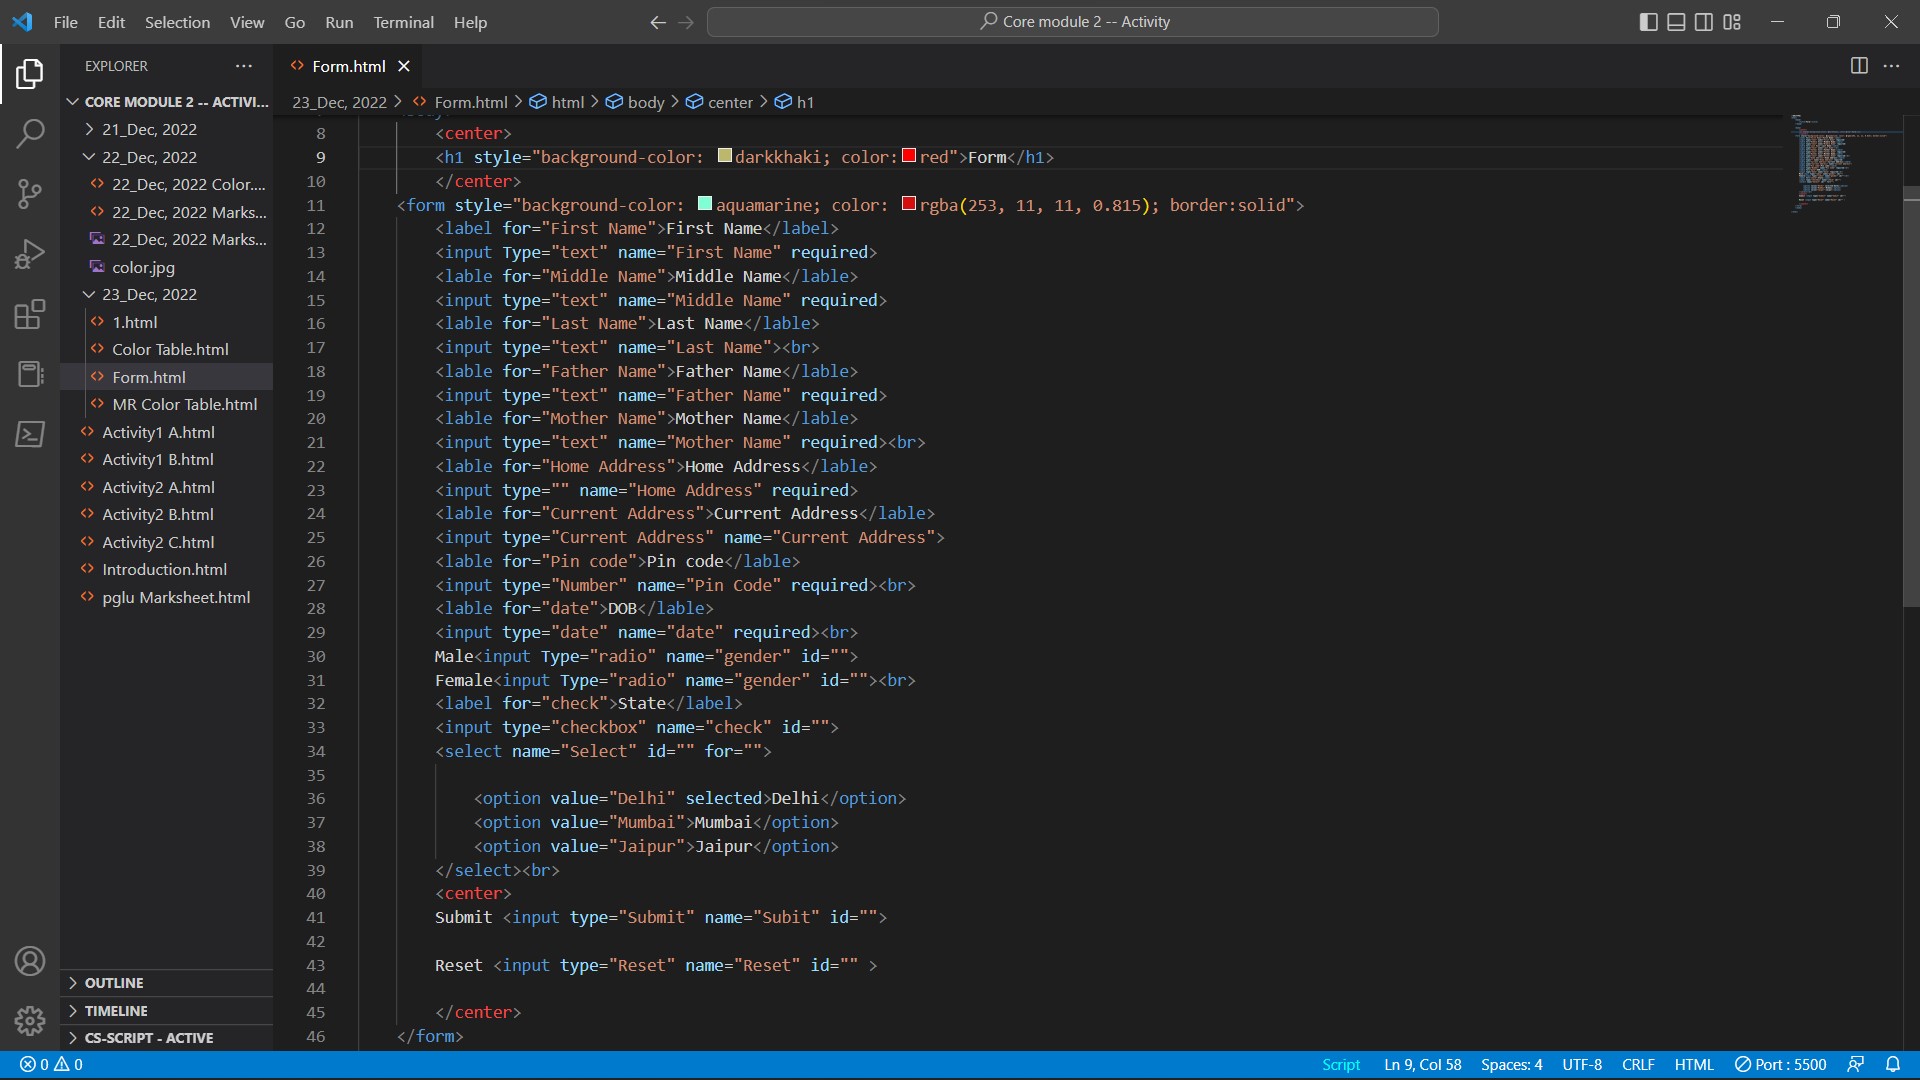 File Edit Selection View Go Run Terminal Help
Core module 2 -- Activity
EXPLORER
CORE MODULE 2 -- ACTIVI...
21_Dec, 2022
22_Dec, 2022
22_Dec, 2022 Color....
22_Dec, 2022 Marks...
22_Dec, 2022 Marks...
color.jpg
23_Dec, 2022
1.html
Color Table.html
Form.html
MR Color Table.html
Activity1 A.html
Activity1 B.html
Activity2 A.html
Activity2 B.html
Activity2 C.html
Introduction.html
pglu Marksheet.html
OUTLINE
TIMELINE
CS-SCRIPT - ACTIVE
Form.html
23_Dec, 2022 > Form.html > html > body > center > h1
8 <center>
9 <h1 style="background-color: darkkhaki; color: red">Form</h1>
10 </center>
11 <form style="background-color: aquamarine; color: rgba(253, 11, 11, 0.815); border:solid">
12 <label for="First Name">First Name</label>
13 <input Type="text" name="First Name" required>
14 <lable for="Middle Name">Middle Name</lable>
15 <input type="text" name="Middle Name" required>
16 <lable for="Last Name">Last Name</lable>
17 <input type="text" name="Last Name"><br>
18 <lable for="Father Name">Father Name</lable>
19 <input type="text" name="Father Name" required>
20 <lable for="Mother Name">Mother Name</lable>
21 <input type="text" name="Mother Name" required><br>
22 <lable for="Home Address">Home Address</lable>
23 <input type="" name="Home Address" required>
24 <lable for="Current Address">Current Address</lable>
25 <input type="Current Address" name="Current Address">
26 <lable for="Pin code">Pin code</lable>
27 <input type="Number" name="Pin Code" required><br>
28 <lable for="date">DOB</lable>
29 <input type="date" name="date" required><br>
30 Male<input Type="radio" name="gender" id="">
31 Female<input Type="radio" name="gender" id=""><br>
32 <label for="check">State</label>
33 <input type="checkbox" name="check" id="">
34 <select name="Select" id="" for="">
35
36 <option value="Delhi" selected>Delhi</option>
37 <option value="Mumbai">Mumbai</option>
38 <option value="Jaipur">Jaipur</option>
39 </select><br>
40 <center>
41 Submit <input type="Submit" name="Subit" id="">
42
43 Reset <input type="Reset" name="Reset" id="" >
44
45 </center>
46 </form>
0 0 Script Ln 9, Col 58 Spaces: 4 UTF-8 CRLF HTML Port : 5500